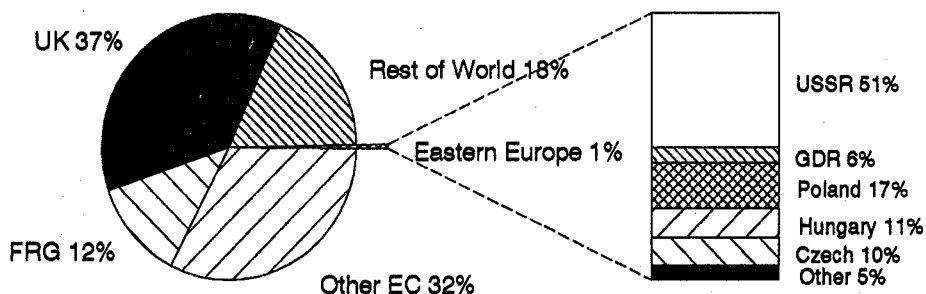 UK 37%
Rest of World 18%
Eastern Europe 1%
FRG 12%
Other EC 32%
USSR 51%
GDR 6%
Poland 17%
Hungary 11%
Czech 10%
Other 5%